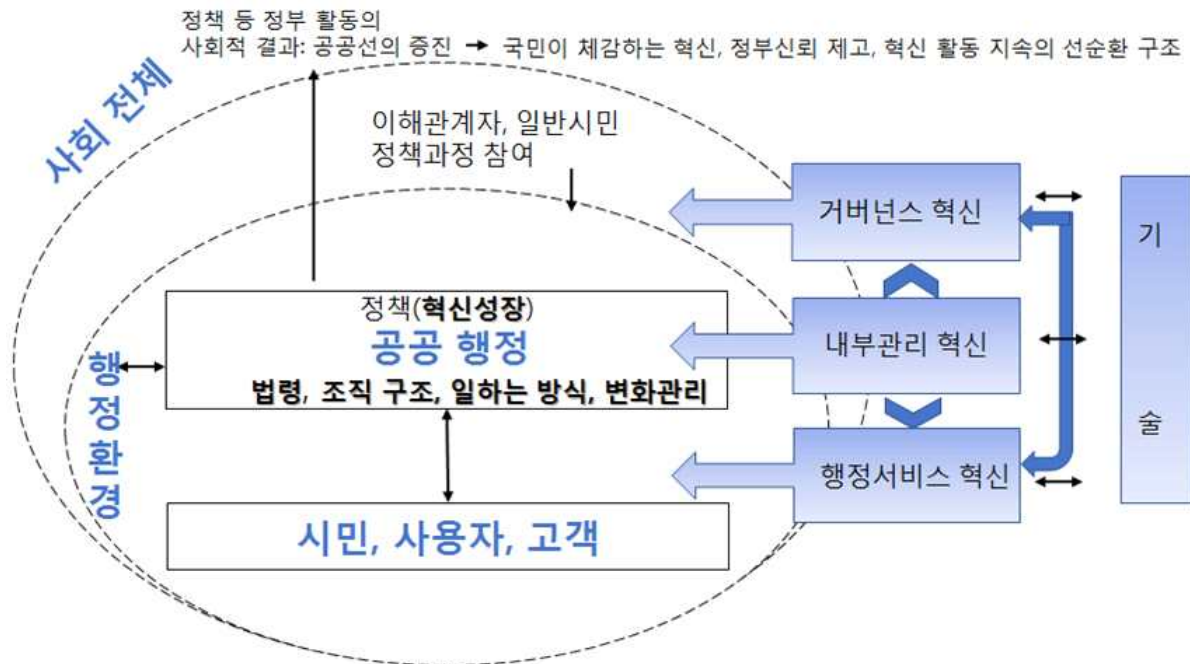 정책 등 정부 활동의
사회적 결과: 공공선의 증진 → 국민이 체감하는 혁신, 정부신뢰 제고, 혁신 활동 지속의 선순환 구조
사회 전체
이해관계자, 일반시민
정책과정 참여
거버넌스 혁신
기
정책(혁신성장)
공공 행정
법령, 조직 구조, 일하는 방식, 변화관리
내부관리 혁신
행
정
환
경
술
행정서비스 혁신
시민, 사용자, 고객